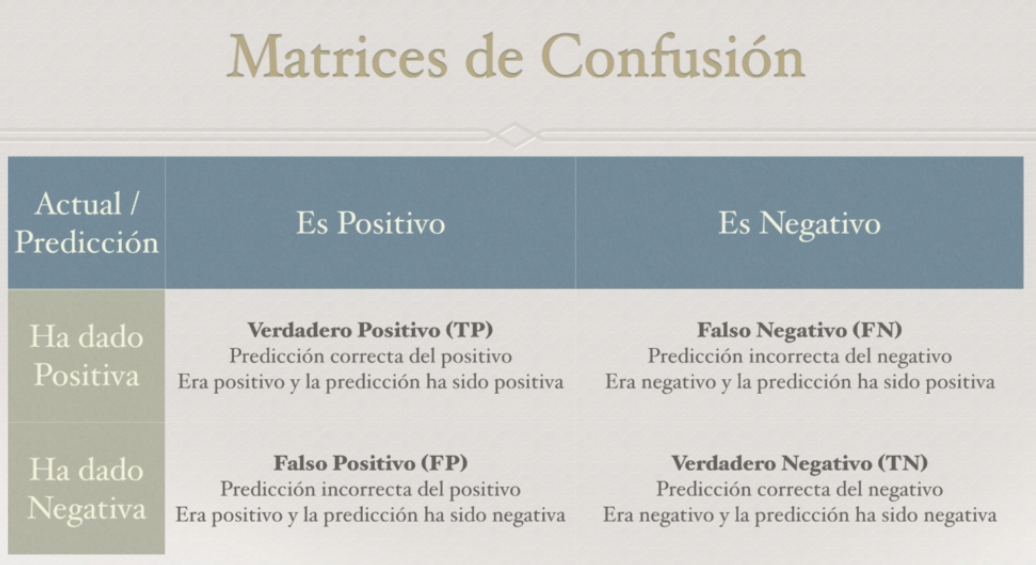 Matrices de Confusión
Actual /
Predicción
Es Positivo
Es Negativo
Ha dado
Positiva
Verdadero Positivo (TP)
Predicción correcta del positivo
Era positivo y la predicción ha sido positiva
Falso Negativo (FN)
Predicción incorrecta del negativo
Era negativo y la predicción ha sido positiva
Ha dado
Negativa
Falso Positivo (FP)
Predicción incorrecta del positivo
Era positivo y la predicción ha sido negativa
Verdadero Negativo (TN)
Predicción correcta del negativo
Era negativo y la predicción ha sido negativa